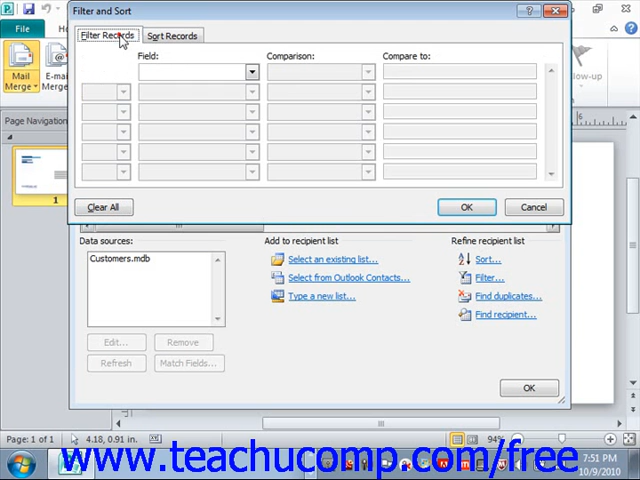 Filter and Sort
File
Filter Records
Sort Records
Field:
Comparison:
Compare to:
Mail
Merge
E-ma
Merge
llow-up
Page Navigation
1
Clear All
OK
Cancel
Data sources:
Customers.mdb
Add to recipient list
Select an existing list...
Select from Outlook Contacts...
Type a new list...
Refine recipient list
Sort...
Filter...
Find duplicates...
Find recipient...
Edit...
Remove
Refresh
Match Fields...
OK
Page: 1 of 1
4.18, 0.91 in.
94%
www.teachucomp.com/free
7:51 PM
10/9/2010